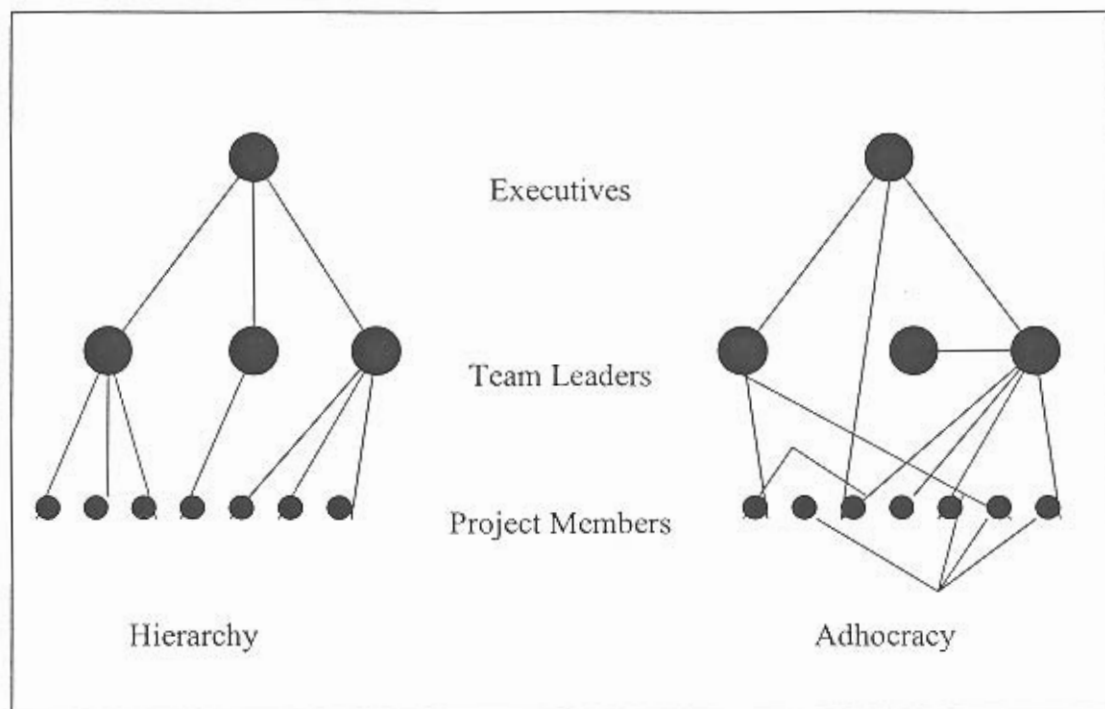 Executives
Team Leaders
Project Members
Hierarchy
Adhocracy